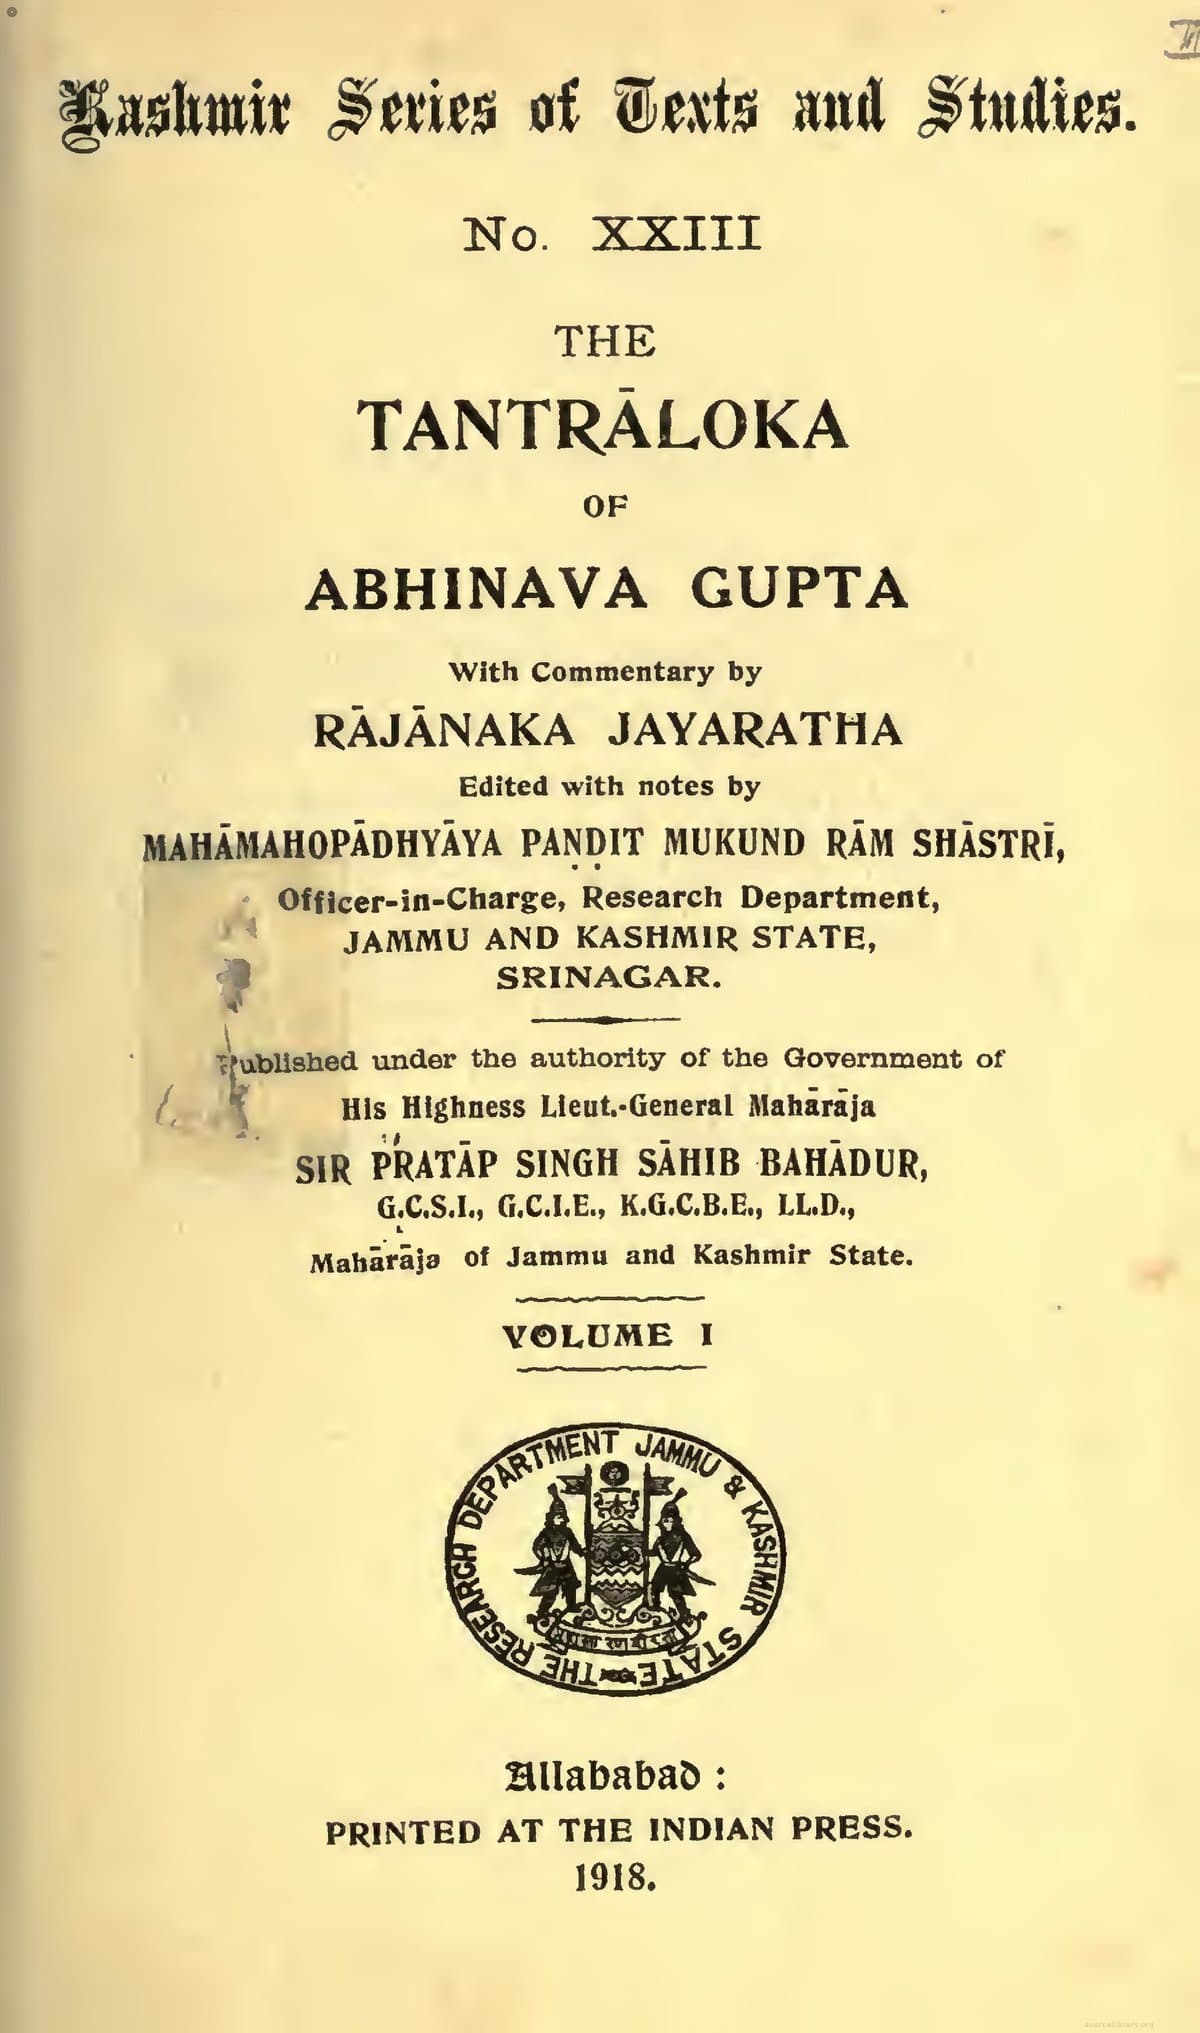 Kashmir Series of Texts and Studies.
No. XXIII
THE
TANTRĀLOKA
OF
ABHINAVA GUPTA
With Commentary by
RĀJĀNAKA JAYARATHA
Edited with notes by
MAHĀMAHOPĀDHYĀYA PAṆḌIT MUKUND RĀM SHĀSTRĪ,
Officer-in-Charge, Research Department,
JAMMU AND KASHMIR STATE,
SRINAGAR.
Published under the authority of the Government of
His Highness Lieut.-General Mahārāja
SIR PRATĀP SINGH SĀHIB BAHĀDUR,
G.C.S.I., G.C.I.E., K.G.C.B.E., LL.D.,
Mahārāja of Jammu and Kashmir State.
VOLUME I
THE RESEARCH DEPARTMENT JAMMU & KASHMIR STATE
Allahabad :
PRINTED AT THE INDIAN PRESS.
1918.